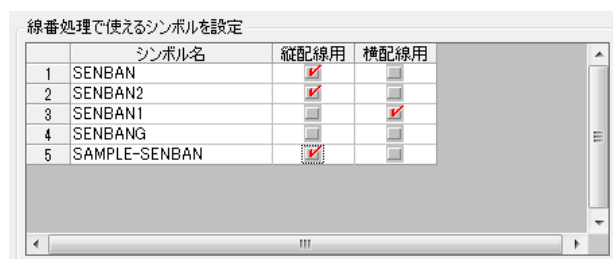 線番処理で使えるシンボルを設定
シンボル名 縦配線用 横配線用
1 SENBAN
2 SENBAN2
3 SENBAN1
4 SENBANG
5 SAMPLE-SENBAN